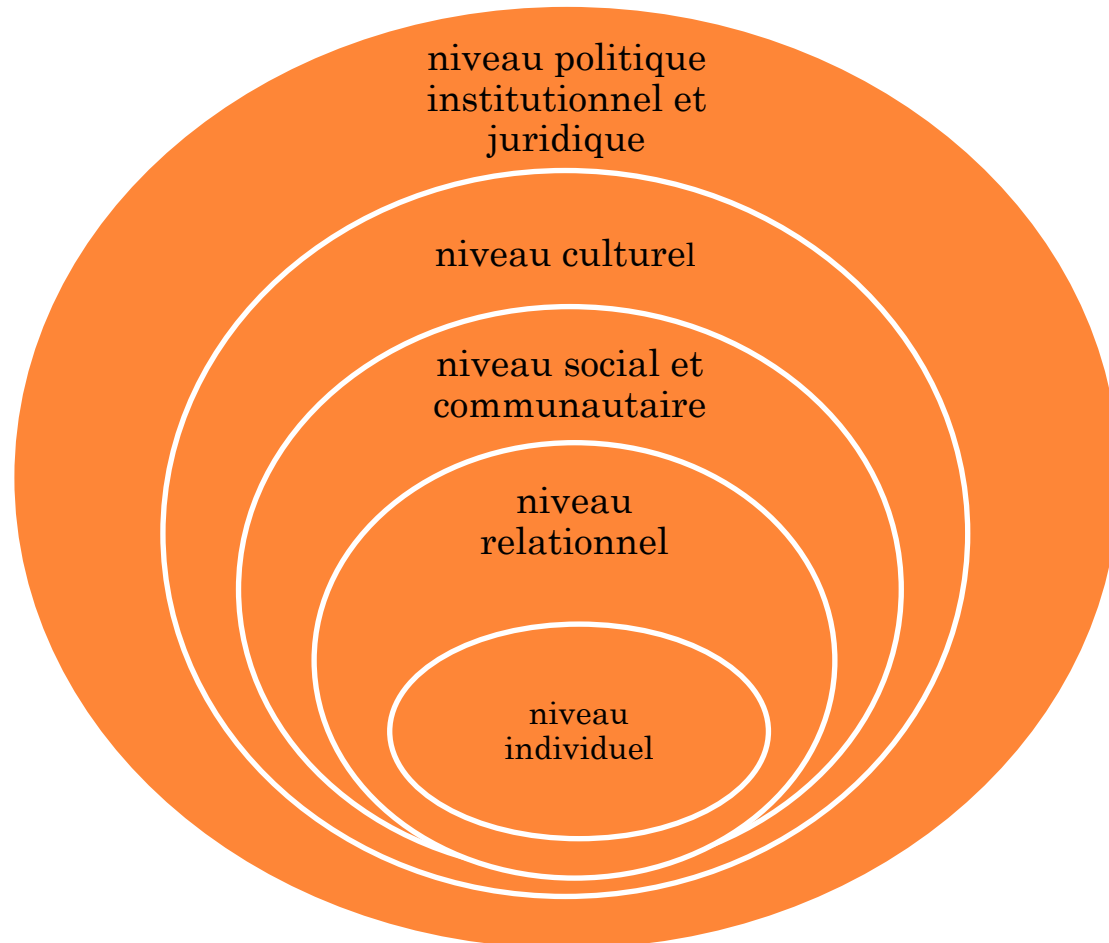 niveau politique
institutionnel et
juridique
niveau culturel
niveau social et
communautaire
niveau
relationnel
niveau
individuel